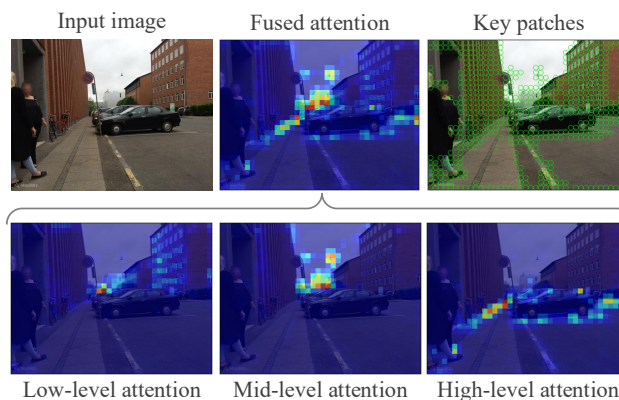 Input image
Fused attention
Key patches
Low-level attention
Mid-level attention
High-level attention